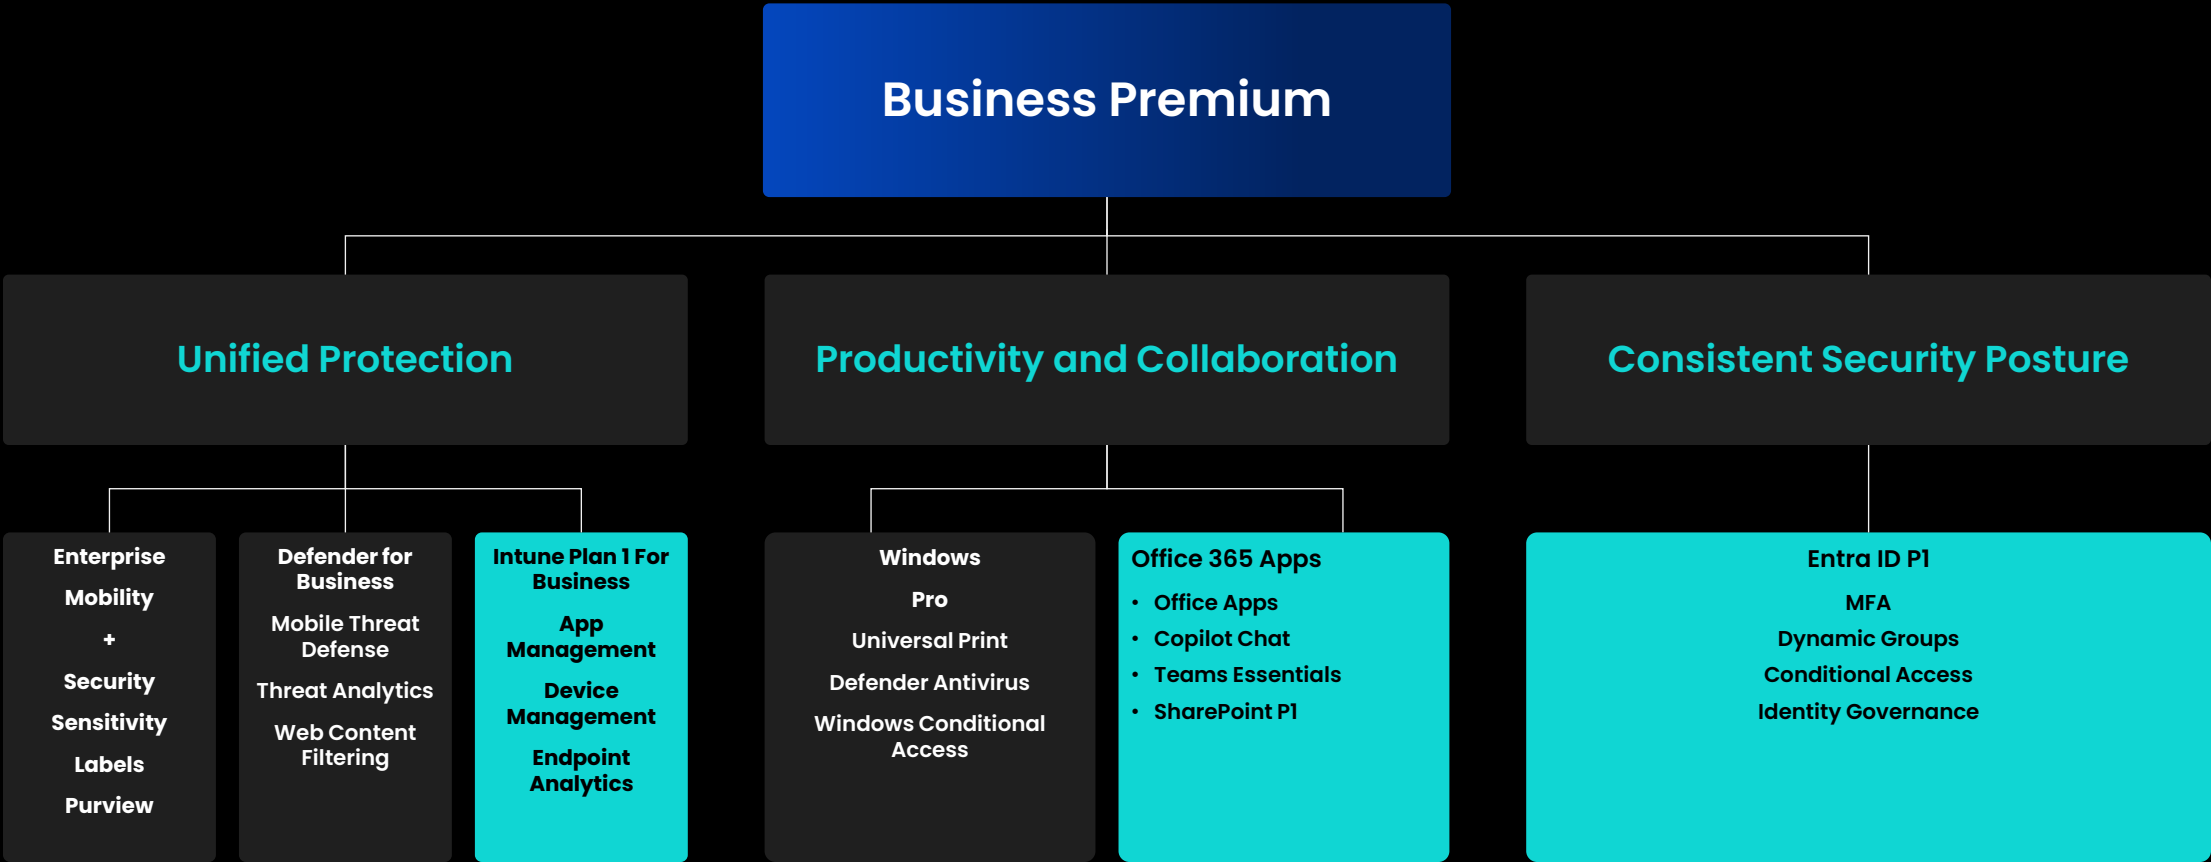 Business Premium
Unified Protection
Productivity and Collaboration
Consistent Security Posture
Enterprise
Mobility
+
Security
Sensitivity
Labels
Purview
Defender for
Business
Mobile Threat
Defense
Threat Analytics
Web Content
Filtering
Intune Plan 1 For
Business
App
Management
Device
Management
Endpoint
Analytics
Windows
Pro
Universal Print
Defender Antivirus
Windows Conditional
Access
Office 365 Apps
• Office Apps
• Copilot Chat
• Teams Essentials
• SharePoint P1
Entra ID P1
MFA
Dynamic Groups
Conditional Access
Identity Governance